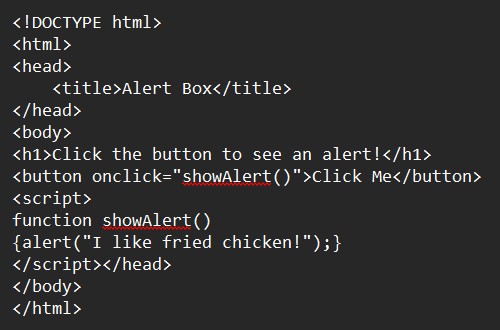 <!DOCTYPE html>
<html>
<head>
    <title>Alert Box</title>
</head>
<body>
<h1>Click the button to see an alert!</h1>
<button onclick="showAlert()">Click Me</button>
<script>
function showAlert()
{alert("I like fried chicken!");}
</script></head>
</body>
</html>